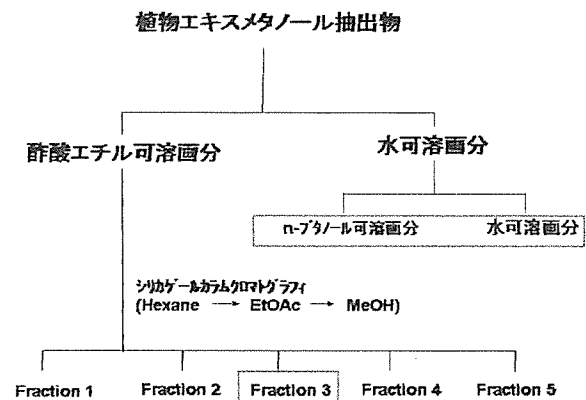 植物エキスメタノール抽出物
酢酸エチル可溶画分
水可溶画分
n-ブタノール可溶画分
水可溶画分
シリカゲールカラムクロマトグラフィ
(Hexane → EtOAc → MeOH)
Fraction 1
Fraction 2
Fraction 3
Fraction 4
Fraction 5